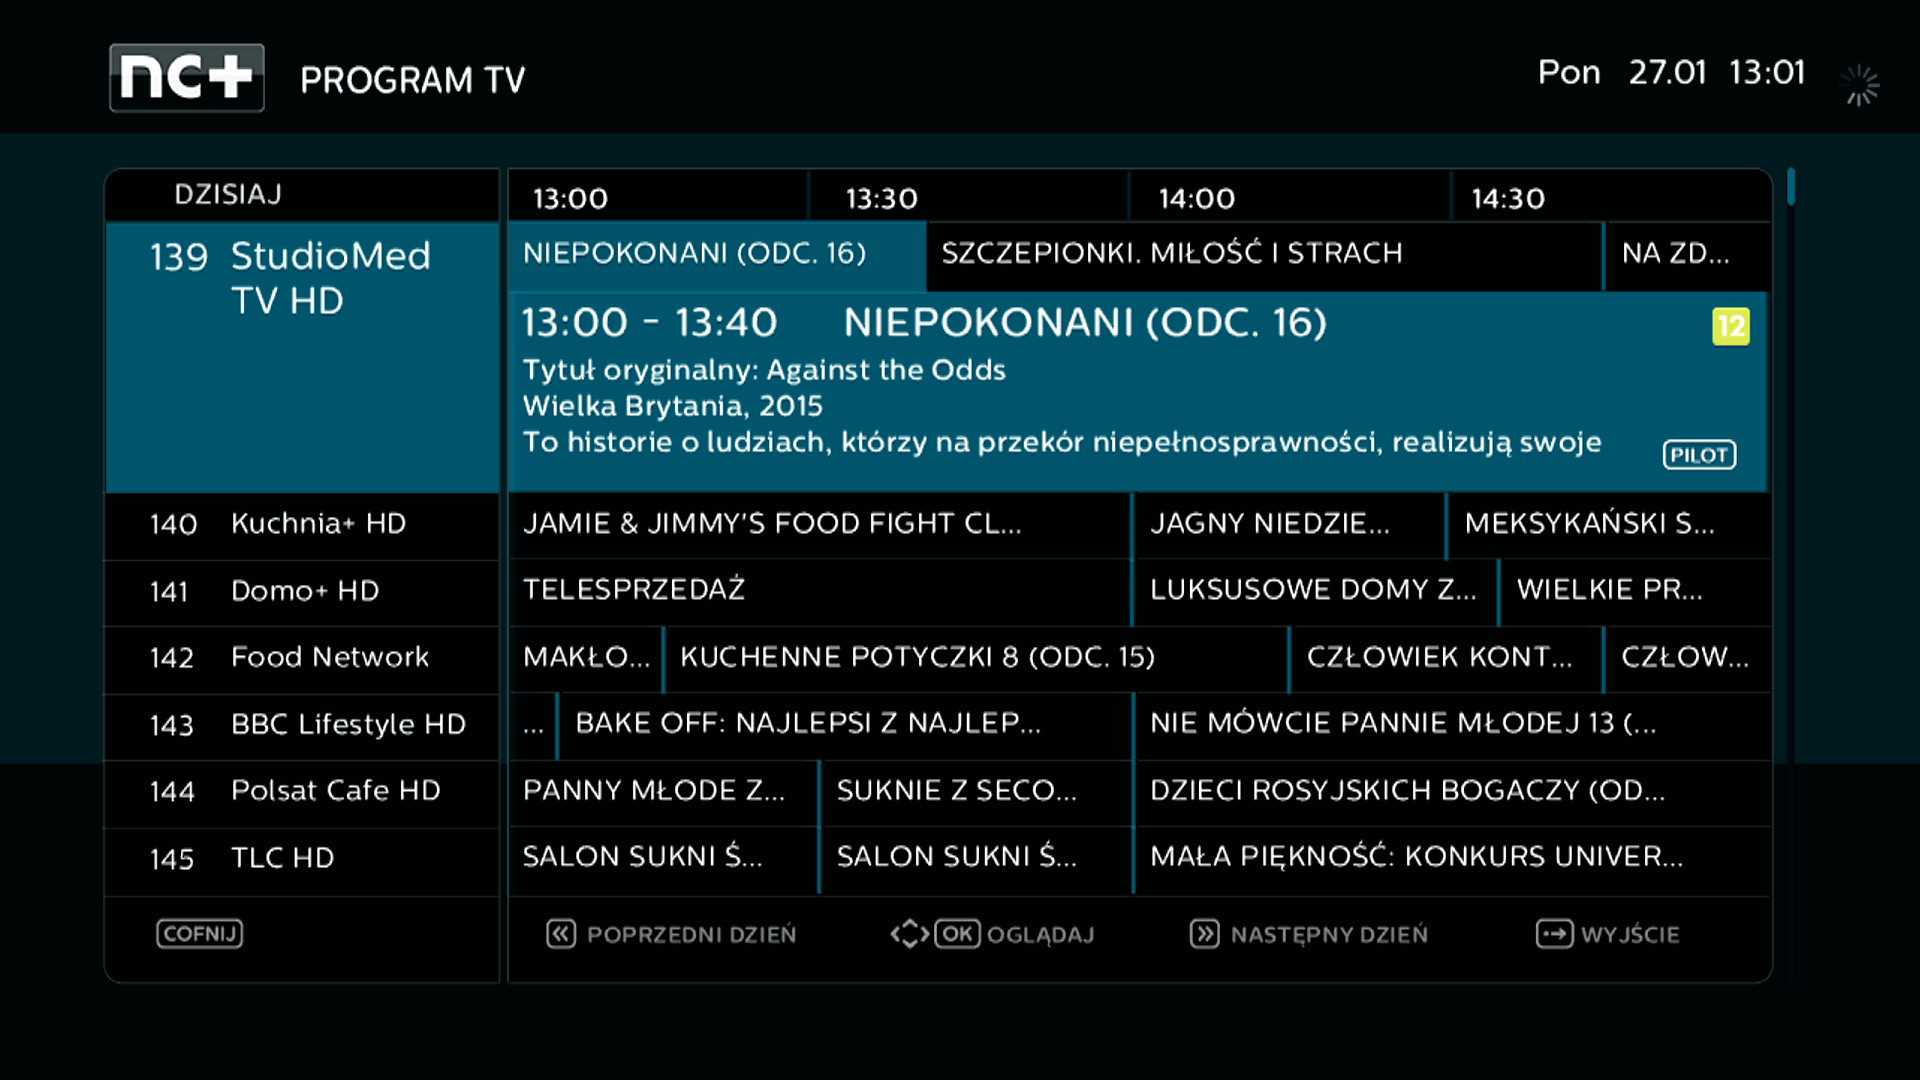 nc+ PROGRAM TV
Pon 27.01 13:01
DZISIAJ 13:00 13:30 14:00 14:30
139 StudioMed TV HD
NIEPOKONANI (ODC. 16) SZCZEPIONKI. MIŁOŚĆ I STRACH NA ZD...
13:00 - 13:40 NIEPOKONANI (ODC. 16) 12
Tytuł oryginalny: Against the Odds
Wielka Brytania, 2015
To historie o ludziach, którzy na przekór niepełnosprawności, realizują swoje
PILOT
140 Kuchnia+ HD JAMIE & JIMMY'S FOOD FIGHT CL... JAGNY NIEDZIE... MEKSYKAŃSKI S...
141 Domo+ HD TELESPRZEDAŻ LUKSUSOWE DOMY Z... WIELKIE PR...
142 Food Network MAKŁO... KUCHENNE POTYCZKI 8 (ODC. 15) CZŁOWIEK KONT... CZŁOW...
143 BBC Lifestyle HD ... BAKE OFF: NAJLEPSI Z NAJLEP... NIE MÓWCIE PANNIE MŁODEJ 13 (...
144 Polsat Cafe HD PANNY MŁODE Z... SUKNIE Z SECO... DZIECI ROSYJSKICH BOGACZY (OD...
145 TLC HD SALON SUKNI Ś... SALON SUKNI Ś... MAŁA PIĘKNOŚĆ: KONKURS UNIVER...
COFNIJ POPRZEDNI DZIEŃ OK OGLĄDAJ NASTĘPNY DZIEŃ WYJŚCIE